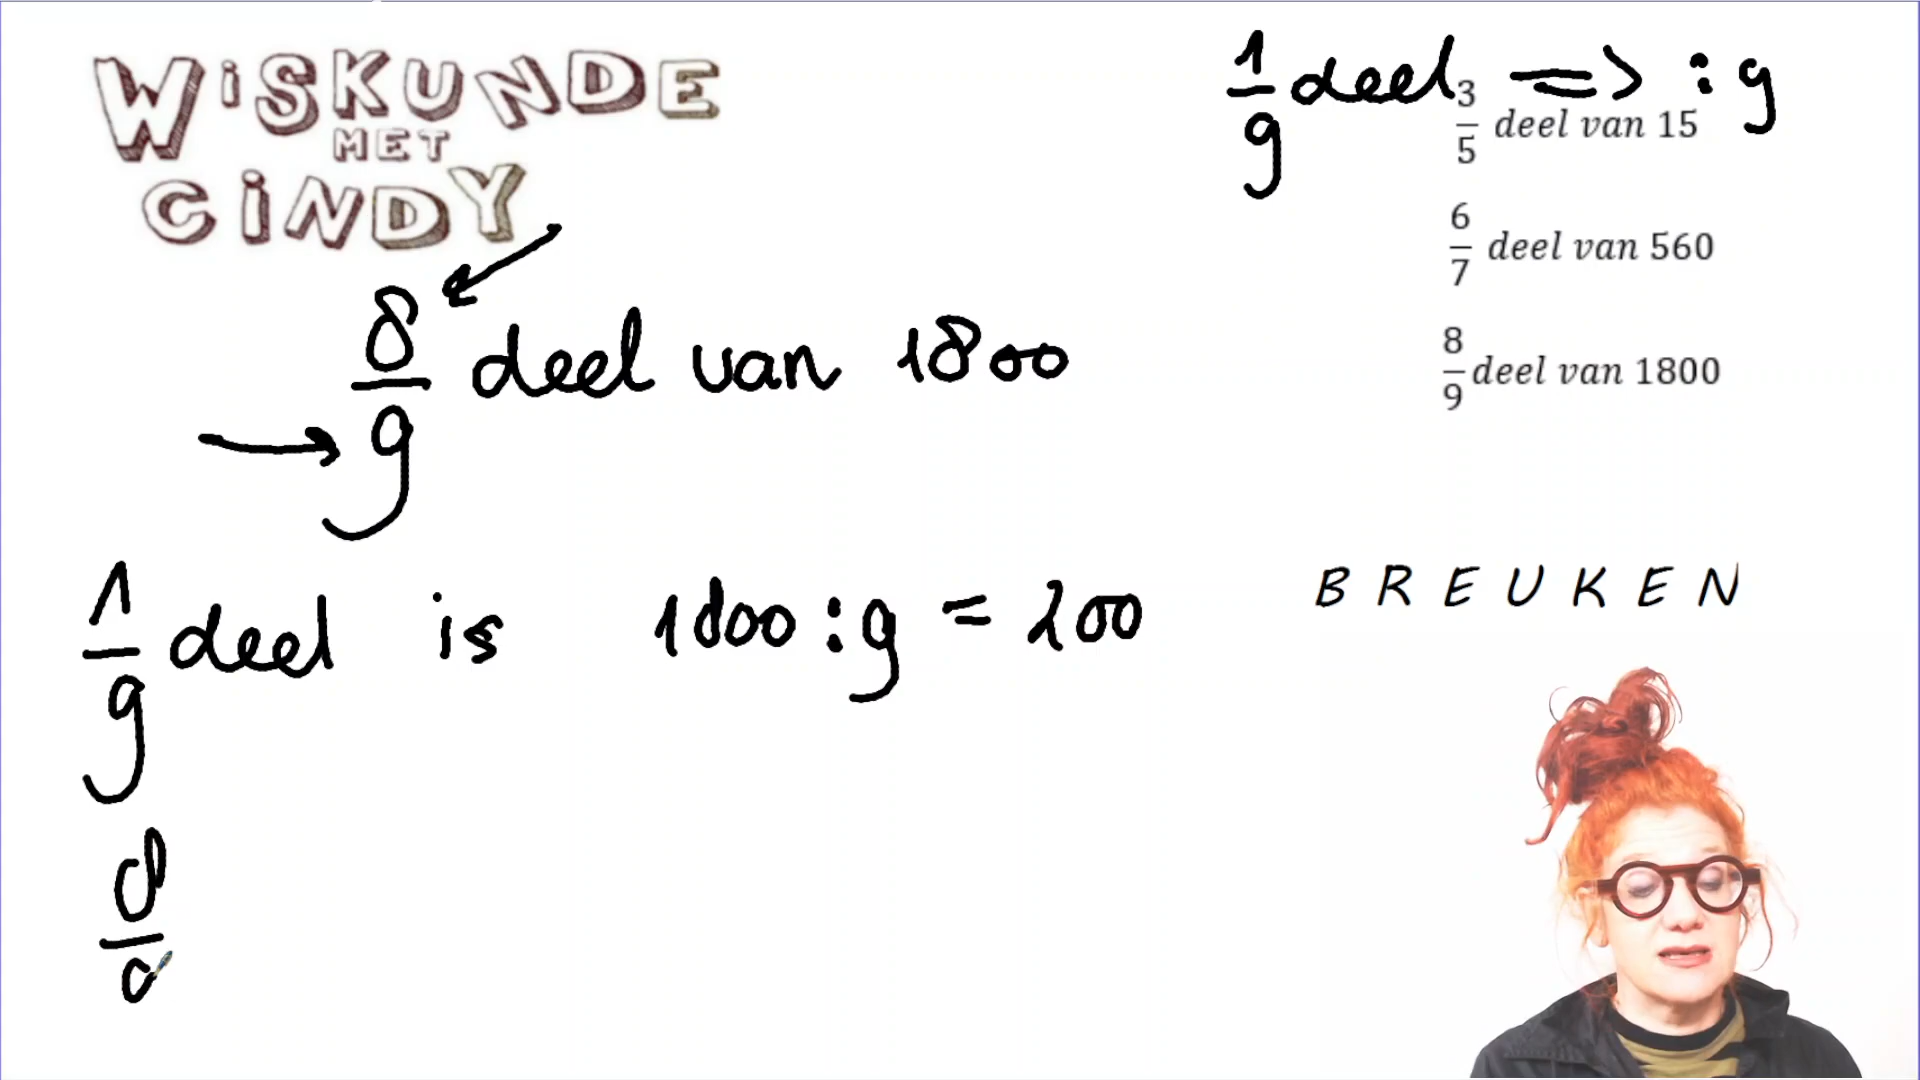 WiSKUNDE
MET
CiNDY
1/9 deel => : 9
3/5 deel van 15
6/7 deel van 560
8/9 deel van 1800
8/9 deel van 1800
1/9 deel is 1800 : 9 = 200
8/
BREUKEN